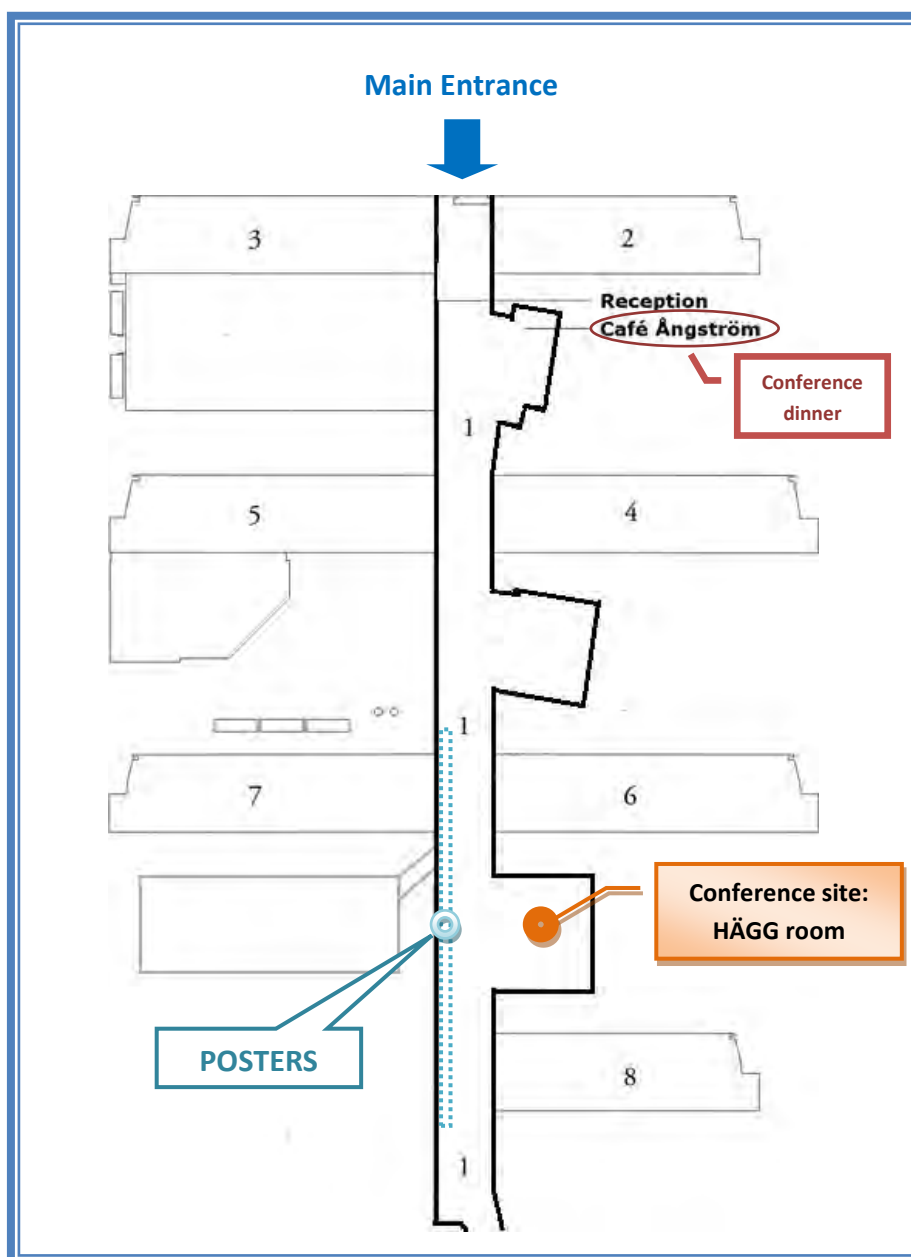 Main Entrance
3
2
Reception
Café Ångström
Conference
dinner
1
5
4
1
7
6
Conference site:
HÄGG room
POSTERS
8
1